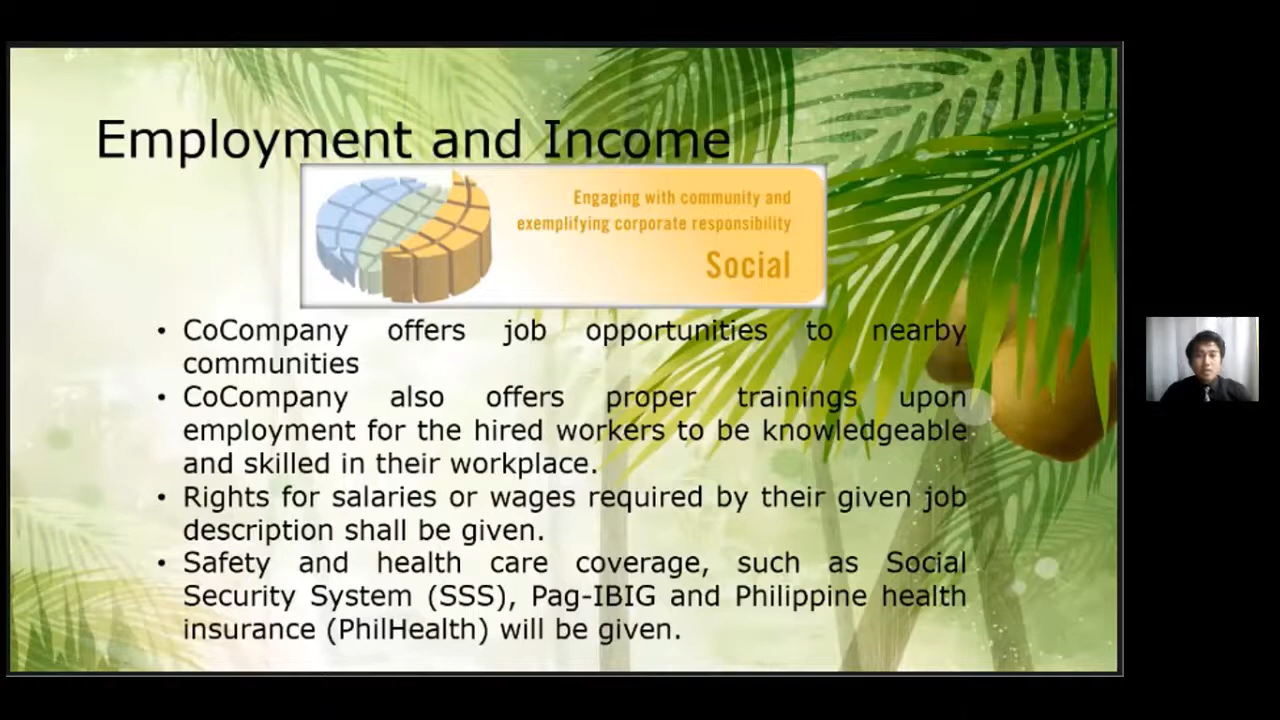 Employment and Income
Engaging with community and
exemplifying corporate responsibility
Social
• CoCompany offers job opportunities to nearby
communities
• CoCompany also offers proper trainings upon
employment for the hired workers to be knowledgeable
and skilled in their workplace.
• Rights for salaries or wages required by their given job
description shall be given.
• Safety and health care coverage, such as Social
Security System (SSS), Pag-IBIG and Philippine health
insurance (PhilHealth) will be given.